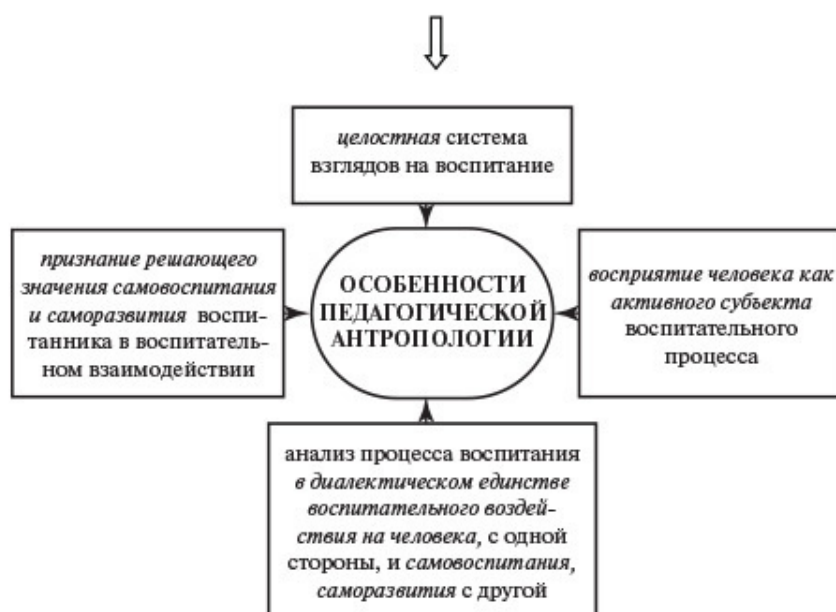 целостная система
взглядов на воспитание
признание решающего
значения самовоспитания
и саморазвития воспи-
танника в воспитатель-
ном взаимодействии
ОСОБЕННОСТИ
ПЕДАГОГИЧЕСКОЙ
АНТРОПОЛОГИИ
восприятие человека как
активного субъекта
воспитательного
процесса
анализ процесса воспитания
в диалектическом единстве
воспитательного воздей-
ствия на человека, с одной
стороны, и самовоспитания,
саморазвития с другой